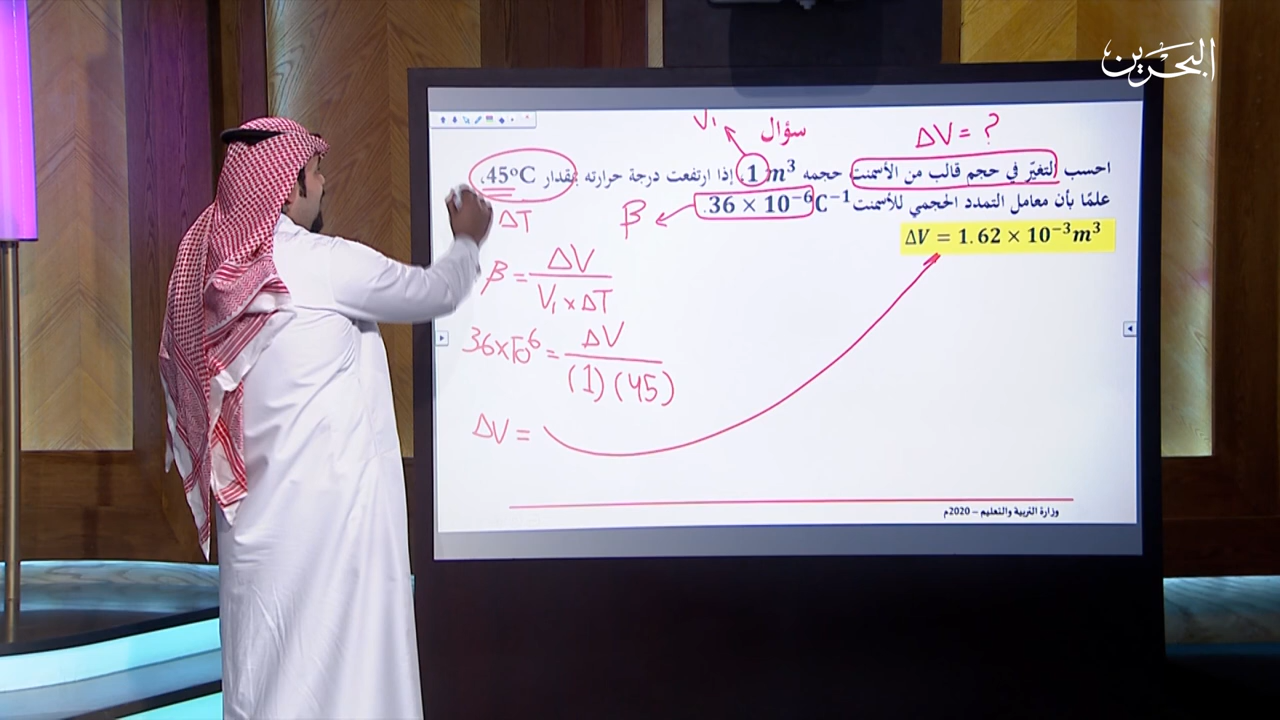 البحرين
V₁
سؤال
ΔV = ?
احسب التغيّر في حجم قالب من الأسمنت حجمه 1 m³، إذا ارتفعت درجة حرارته بمقدار 45°C،
علمًا بأن معامل التمدد الحجمي للأسمنت 36 × 10⁻⁶ C⁻¹.
β
ΔT
ΔV = 1.62 × 10⁻³m³
β = ΔV / V₁ × ΔT
36×10⁻⁶ = ΔV / (1) (45)
ΔV =
وزارة التربية والتعليم – 2020م